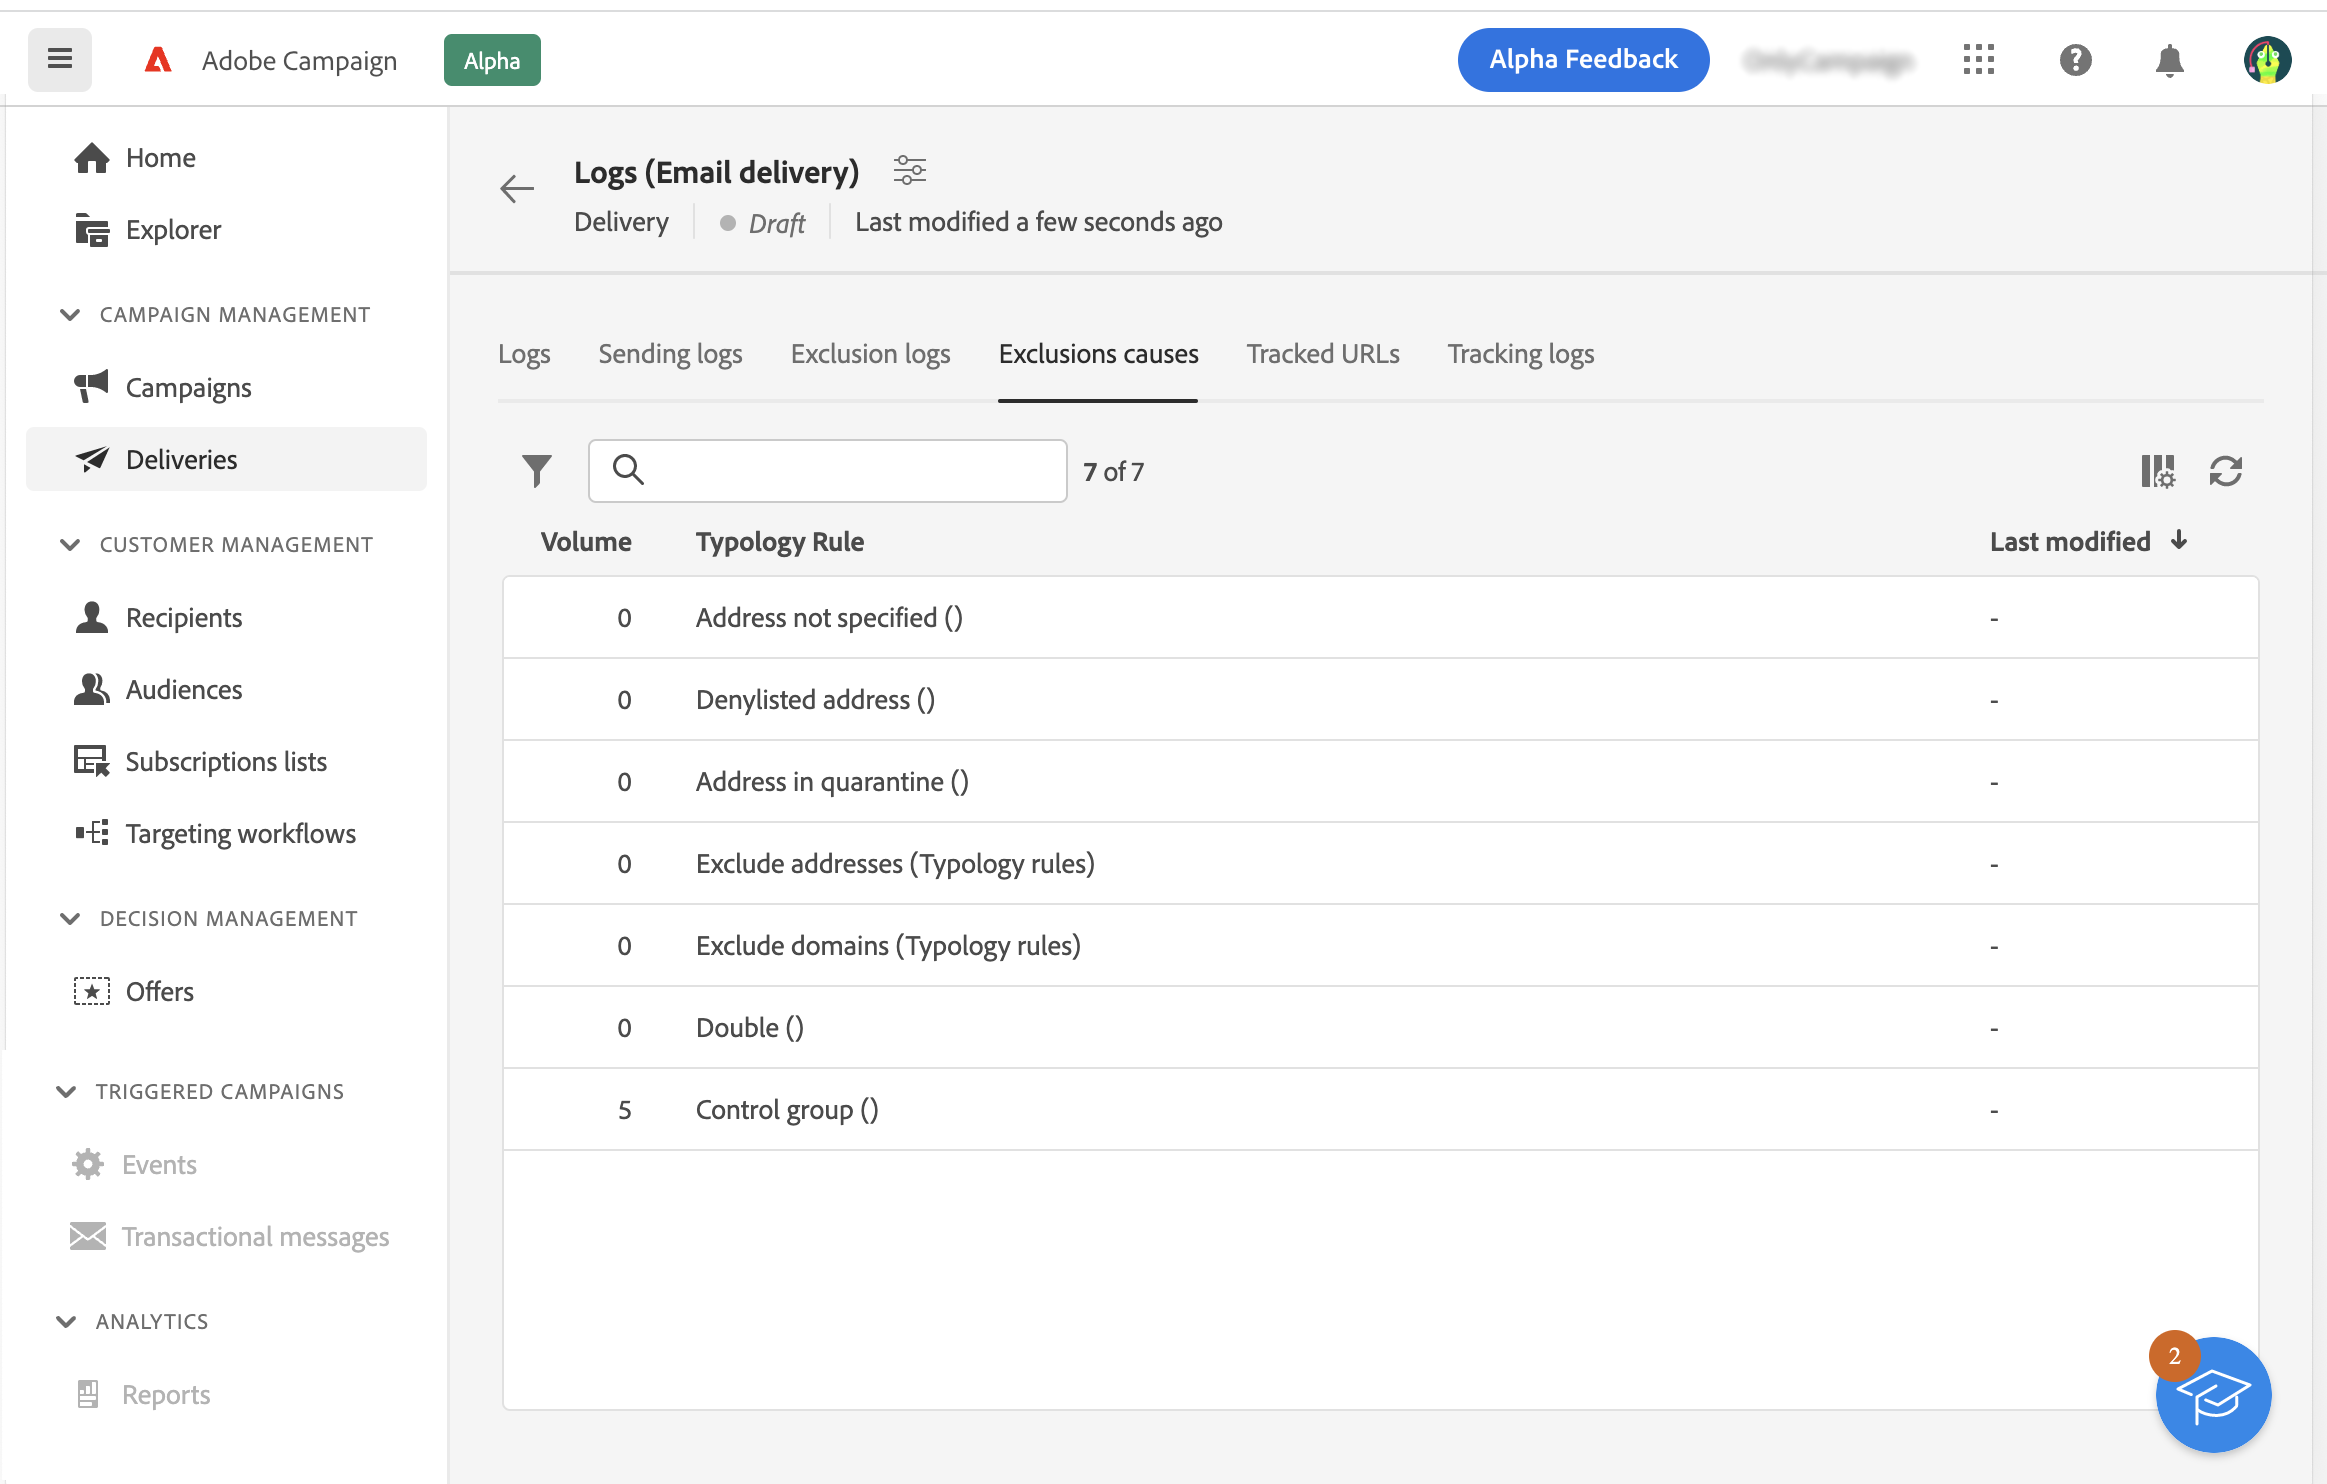 Adobe Campaign
Alpha
Alpha Feedback
Home
Explorer
CAMPAIGN MANAGEMENT
Campaigns
Deliveries
CUSTOMER MANAGEMENT
Recipients
Audiences
Subscriptions lists
Targeting workflows
DECISION MANAGEMENT
Offers
TRIGGERED CAMPAIGNS
Events
Transactional messages
ANALYTICS
Reports
Logs (Email delivery)
Delivery Draft Last modified a few seconds ago
Logs Sending logs Exclusion logs Exclusions causes Tracked URLs Tracking logs
7 of 7
Volume Typology Rule Last modified
0 Address not specified () -
0 Denylisted address () -
0 Address in quarantine () -
0 Exclude addresses (Typology rules) -
0 Exclude domains (Typology rules) -
0 Double () -
5 Control group () -
2